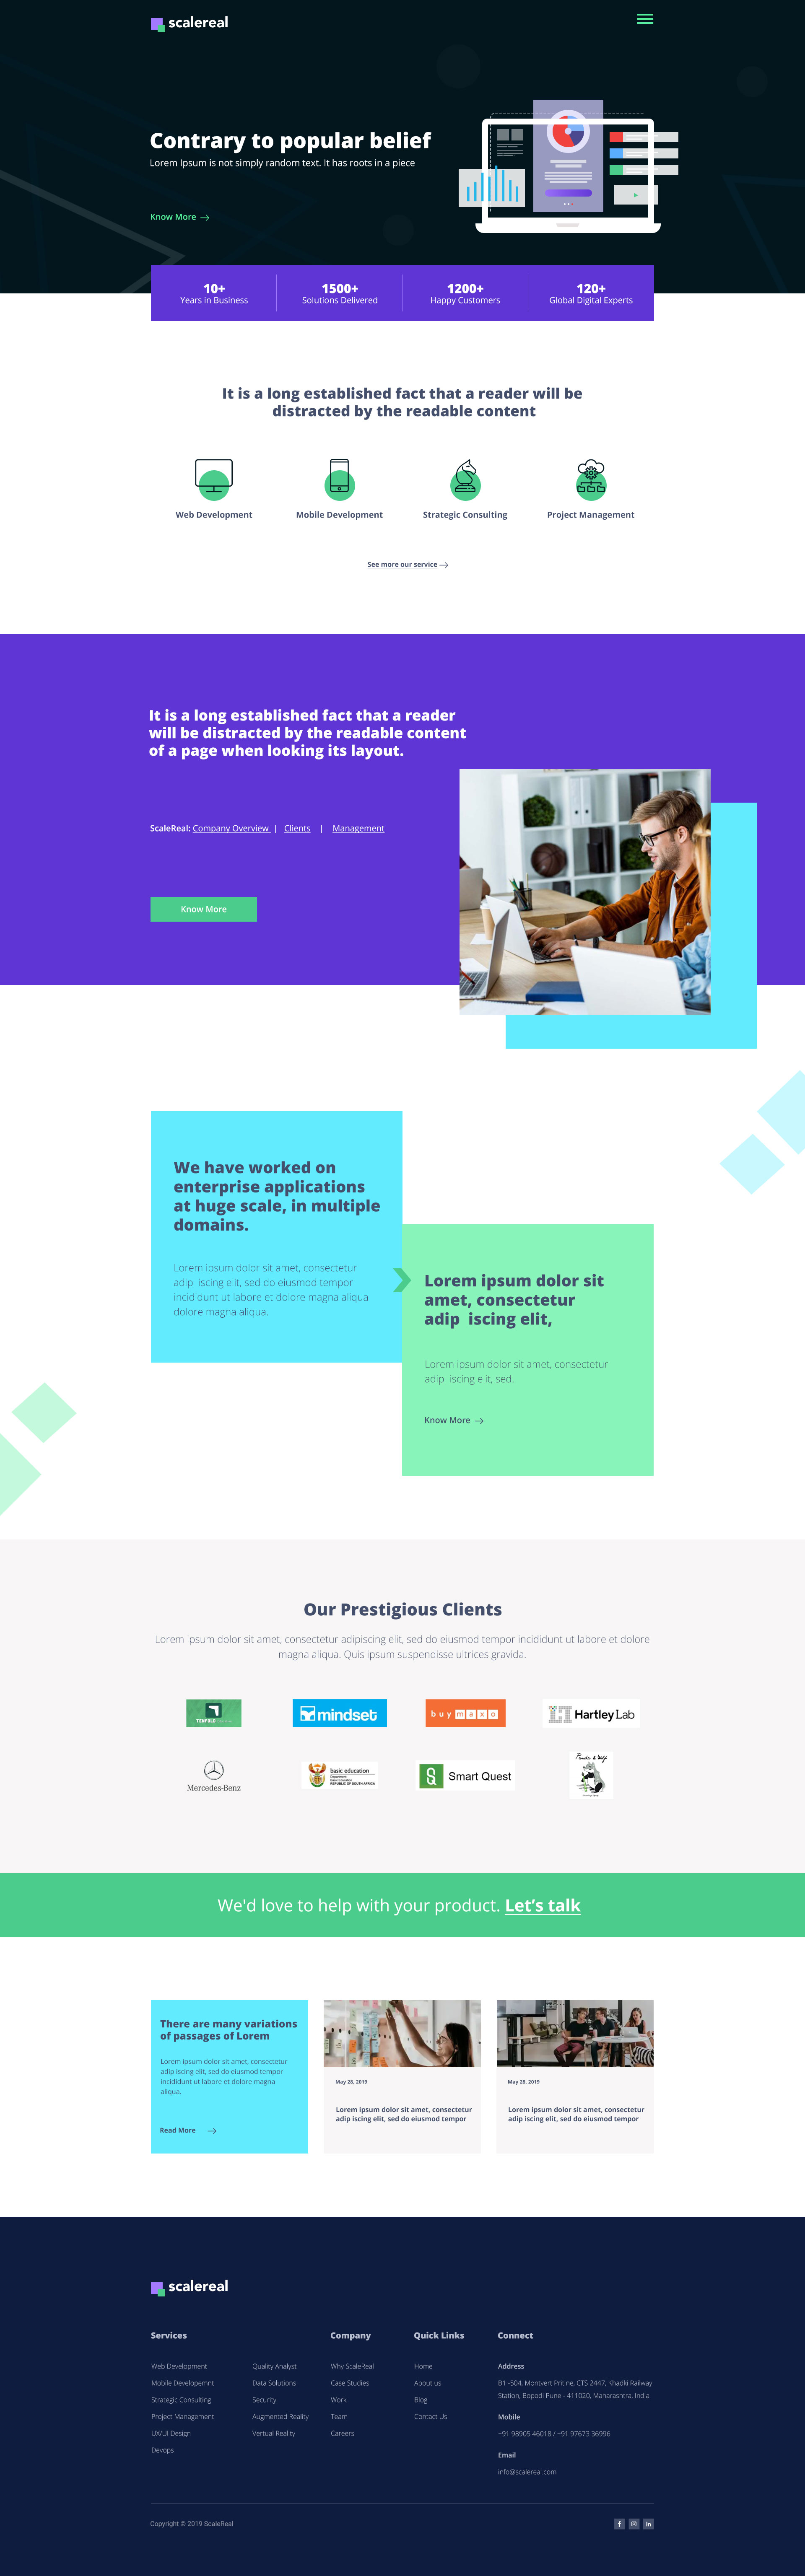 scalereal
Contrary to popular belief
Lorem Ipsum is not simply random text. It has roots in a piece
Know More
10+
Years in Business
1500+
Solutions Delivered
1200+
Happy Customers
120+
Global Digital Experts
It is a long established fact that a reader will be
distracted by the readable content
Web Development
Mobile Development
Strategic Consulting
Project Management
See more our service
It is a long established fact that a reader
will be distracted by the readable content
of a page when looking its layout.
ScaleReal: Company Overview | Clients | Management
Know More
We have worked on
enterprise applications
at huge scale, in multiple
domains.
Lorem ipsum dolor sit amet, consectetur
adip iscing elit, sed do eiusmod tempor
incididunt ut labore et dolore magna aliqua
dolore magna aliqua.
Lorem ipsum dolor sit
amet, consectetur
adip iscing elit,
Lorem ipsum dolor sit amet, consectetur
adip iscing elit, sed.
Know More
Our Prestigious Clients
Lorem ipsum dolor sit amet, consectetur adipiscing elit, sed do eiusmod tempor incididunt ut labore et dolore
magna aliqua. Quis ipsum suspendisse ultrices gravida.
TENFOLD
mindset
buymaxo
HartleyLab
Mercedes-Benz
basic education
Department:
Basic Education
REPUBLIC OF SOUTH AFRICA
Smart Quest
Panda & Wolf
We'd love to help with your product. Let's talk
There are many variations
of passages of Lorem
Lorem ipsum dolor sit amet, consectetur
adip iscing elit, sed do eiusmod tempor
incididunt ut labore et dolore magna
aliqua.
Read More
May 28, 2019
Lorem ipsum dolor sit amet, consectetur
adip iscing elit, sed do eiusmod tempor
May 28, 2019
Lorem ipsum dolor sit amet, consectetur
adip iscing elit, sed do eiusmod tempor
scalereal
Services
Web Development
Mobile Developemnt
Strategic Consulting
Project Management
UX/UI Design
Devops
Quality Analyst
Data Solutions
Security
Augmented Reality
Vertual Reality
Company
Why ScaleReal
Case Studies
Work
Team
Careers
Quick Links
Home
About us
Blog
Contact Us
Connect
Address
B1 -504, Montvert Pritine, CTS 2447, Khadki Railway
Station, Bopodi Pune - 411020, Maharashtra, India
Mobile
+91 98905 46018 / +91 97673 36996
Email
info@scalereal.com
Copyright © 2019 ScaleReal